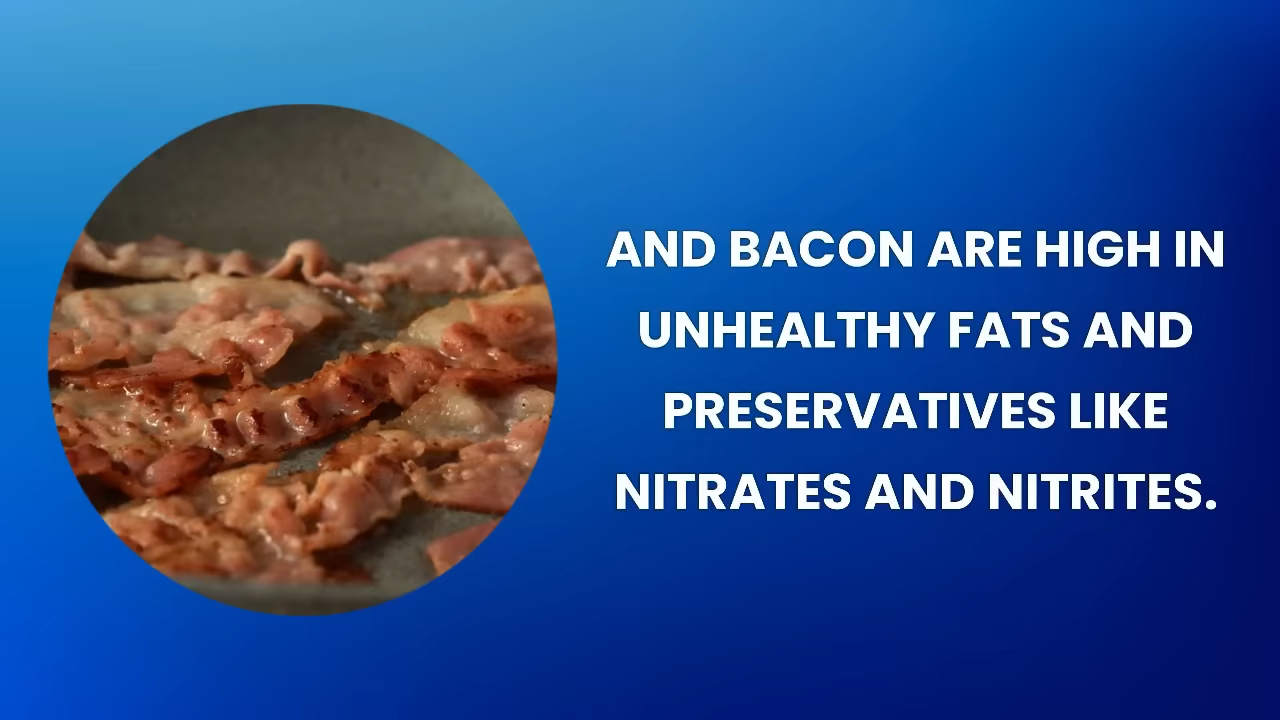 AND BACON ARE HIGH IN
UNHEALTHY FATS AND
PRESERVATIVES LIKE
NITRATES AND NITRITES.